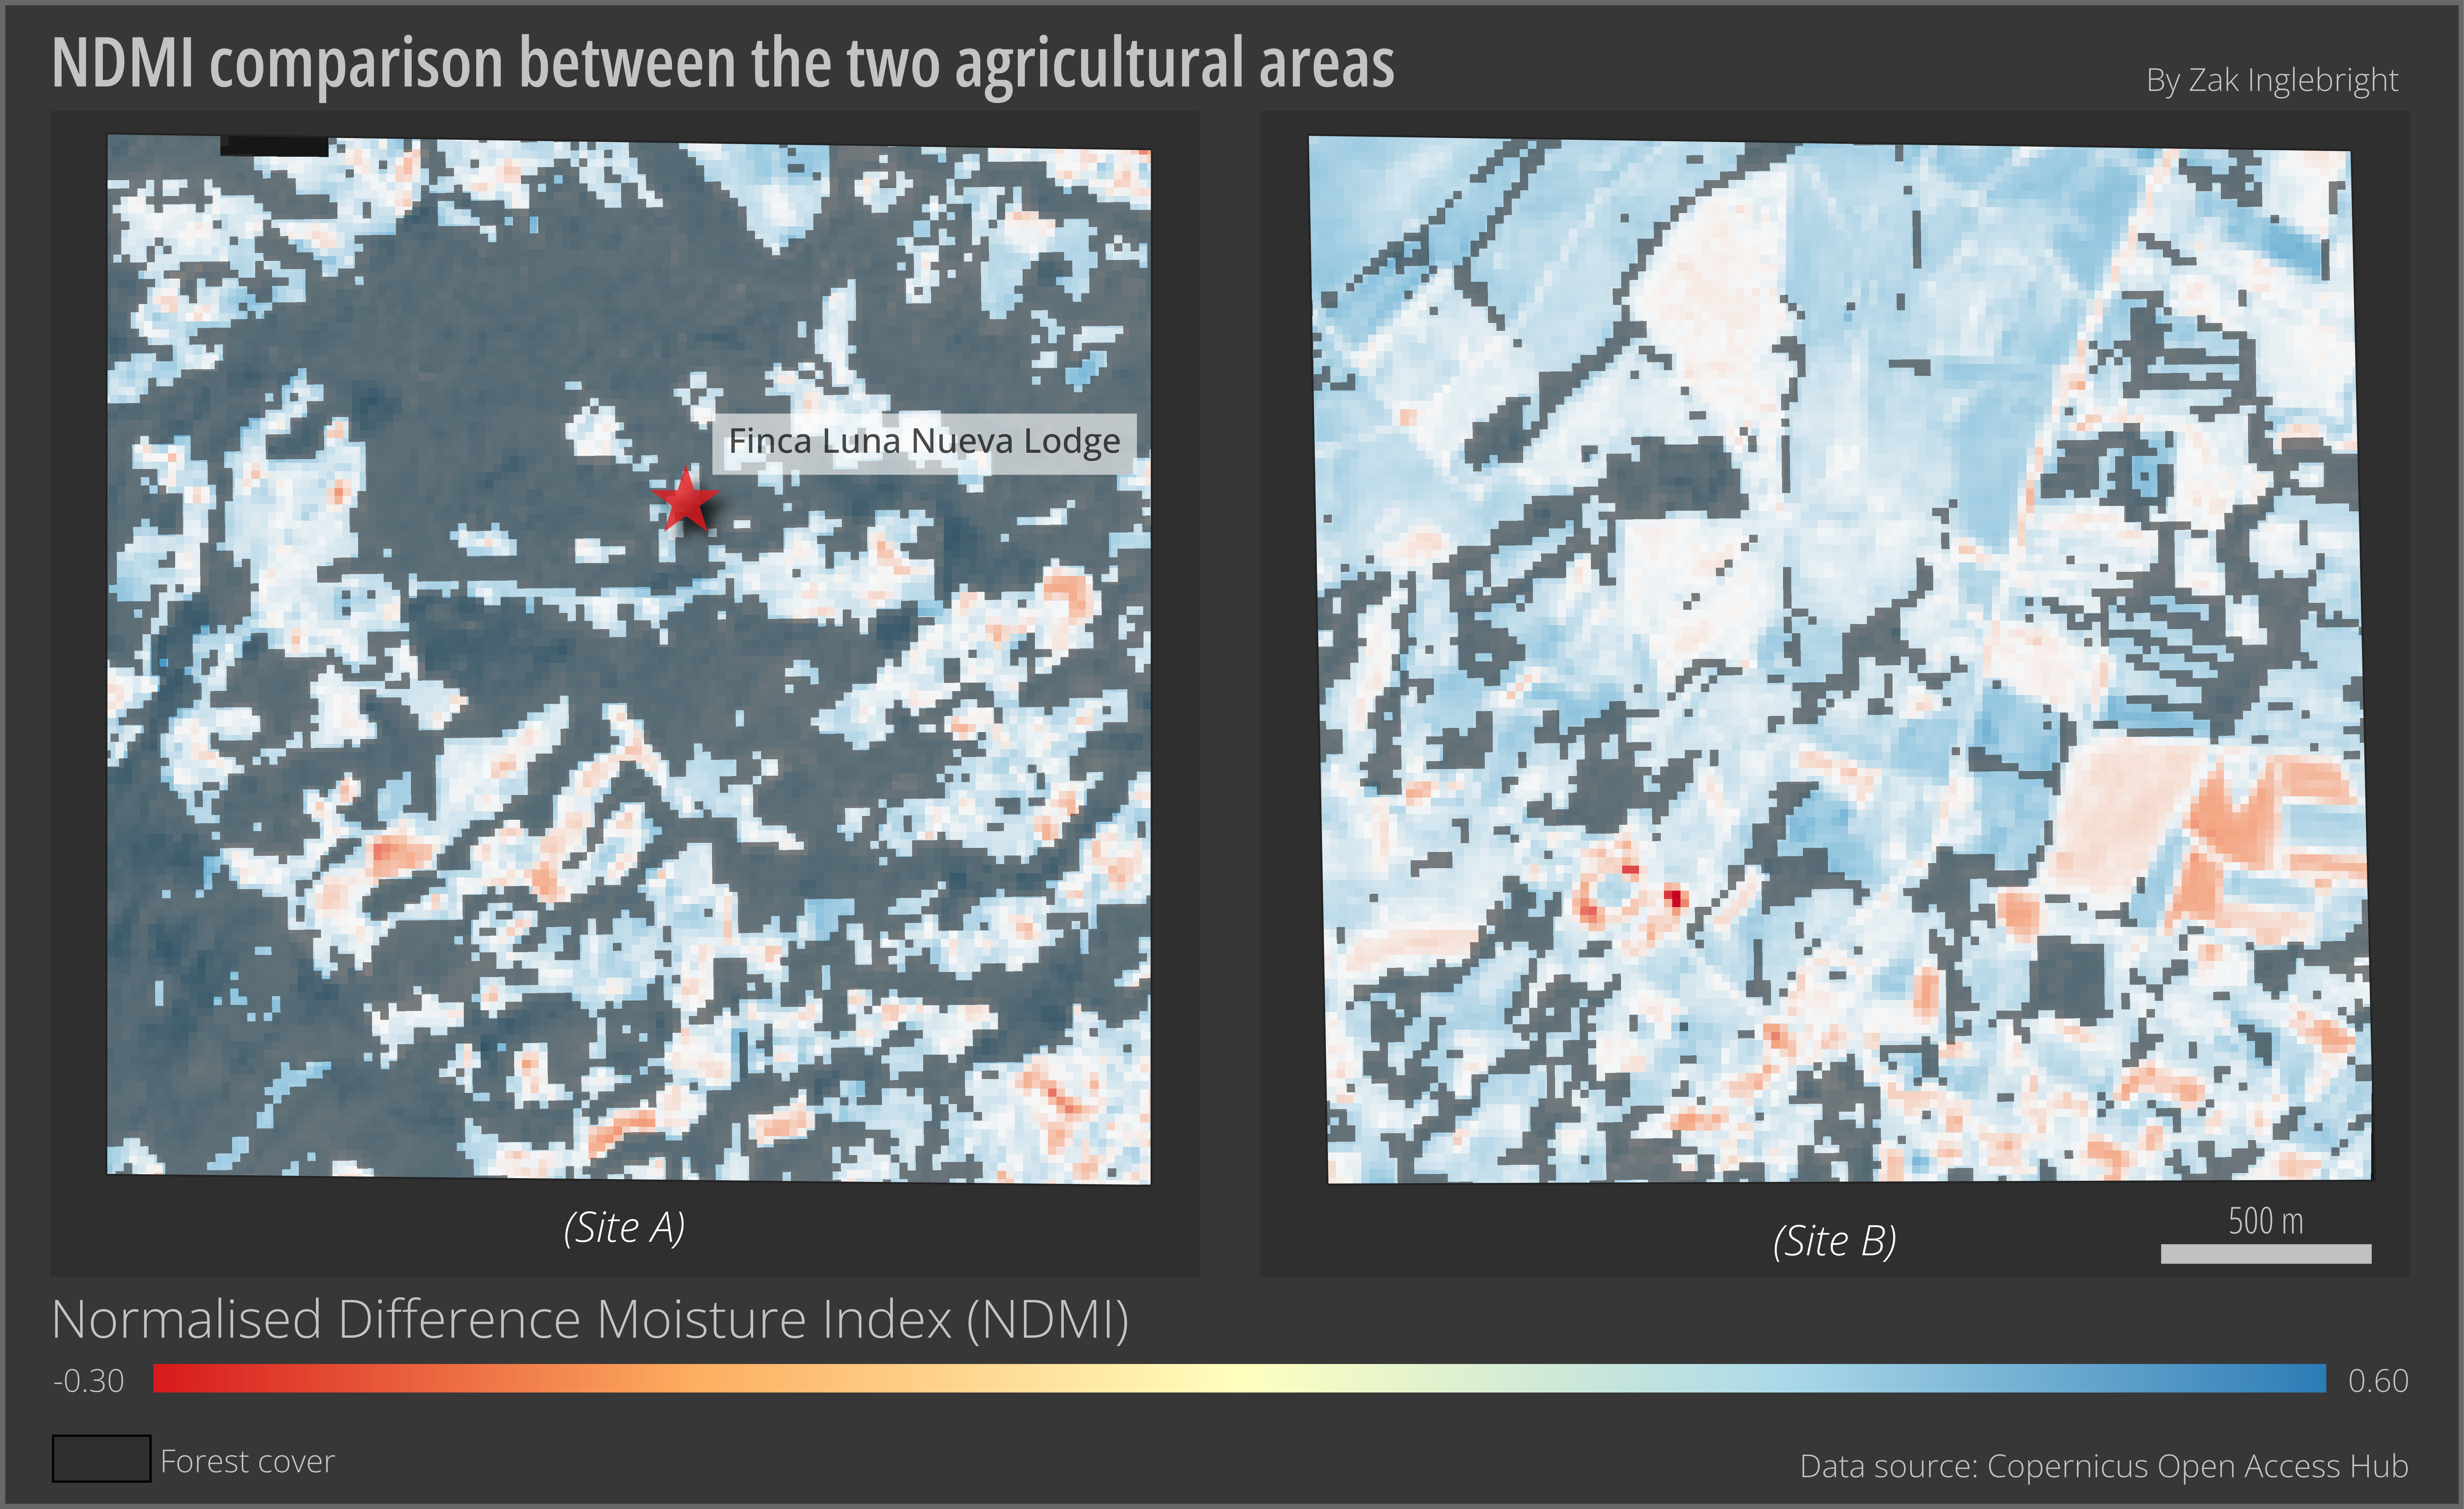 NDMI comparison between the two agricultural areas
By Zak Inglebright
Finca Luna Nueva Lodge
(Site A)
(Site B)
500 m
Normalised Difference Moisture Index (NDMI)
-0.30
0.60
Forest cover
Data source: Copernicus Open Access Hub